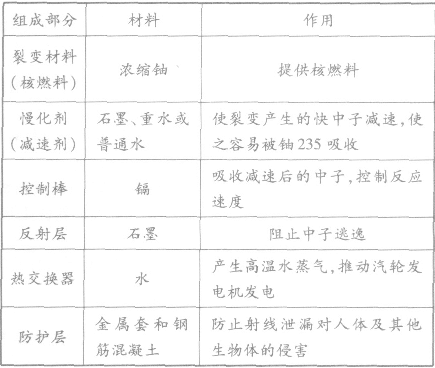 组成部分 材料 作用
裂变材料
(核燃料)
浓缩铀
提供核燃料
慢化剂
(减速剂)
石墨、重水或
普通水
使裂变产生的快中子减速,使
之容易被铀235吸收
控制棒
镉
吸收减速后的中子,控制反应
速度
反射层 石墨 阻止中子逃逸
热交换器
水
产生高温水蒸气,推动汽轮发
电机发电
防护层
金属套和钢
筋混凝土
防止射线泄漏对人体及其他
生物体的侵害